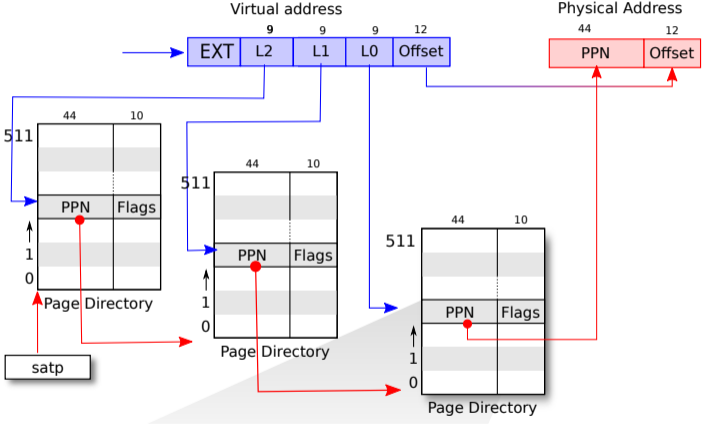 Virtual address
Physical Address
9 9 9 12
44 12
EXT L2 L1 L0 Offset
PPN Offset
44 10
511
PPN Flags
1
0
Page Directory
satp
44 10
511
PPN Flags
1
0
Page Directory
44 10
511
PPN Flags
1
0
Page Directory